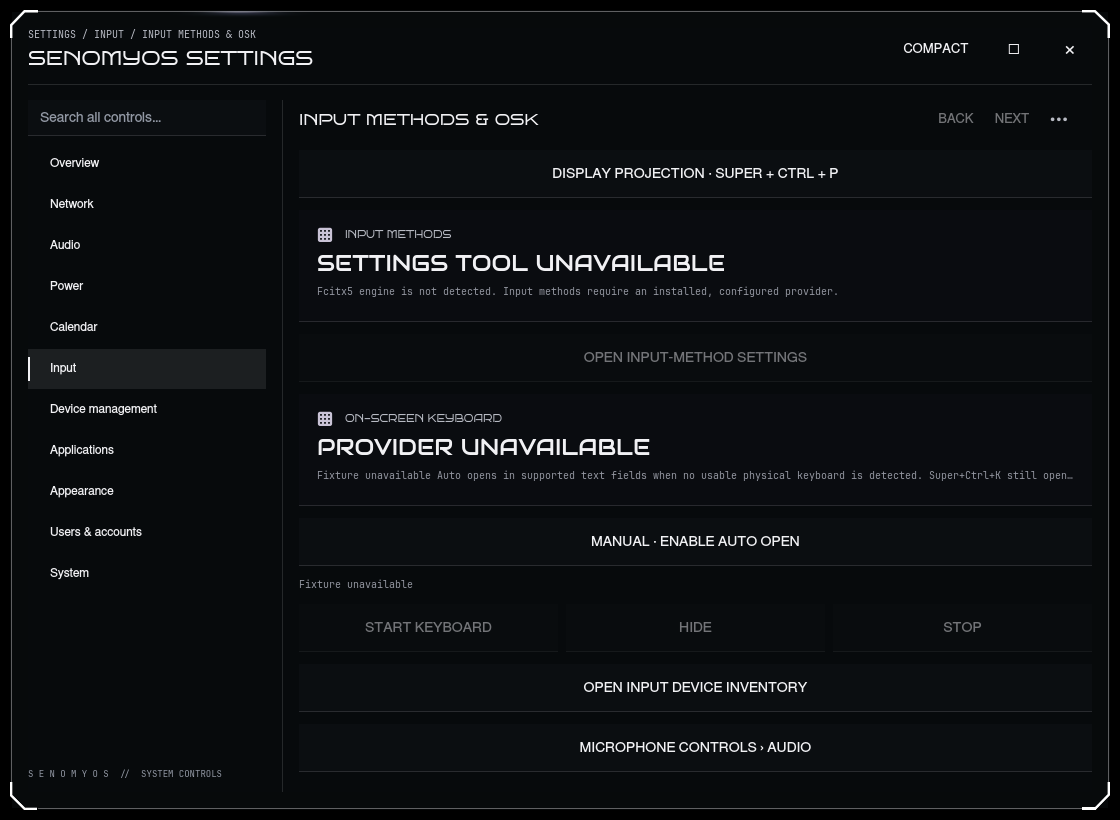 SETTINGS / INPUT / INPUT METHODS & OSK
SENOMYOS SETTINGS
COMPACT
Search all controls...
INPUT METHODS & OSK
BACK
NEXT
Overview
Network
Audio
Power
Calendar
Input
Device management
Applications
Appearance
Users & accounts
System
DISPLAY PROJECTION · SUPER + CTRL + P
INPUT METHODS
SETTINGS TOOL UNAVAILABLE
Fcitx5 engine is not detected. Input methods require an installed, configured provider.
OPEN INPUT-METHOD SETTINGS
ON-SCREEN KEYBOARD
PROVIDER UNAVAILABLE
Fixture unavailable Auto opens in supported text fields when no usable physical keyboard is detected. Super+Ctrl+K still open…
MANUAL · ENABLE AUTO OPEN
Fixture unavailable
START KEYBOARD
HIDE
STOP
OPEN INPUT DEVICE INVENTORY
MICROPHONE CONTROLS › AUDIO
SENOMYOS // SYSTEM CONTROLS